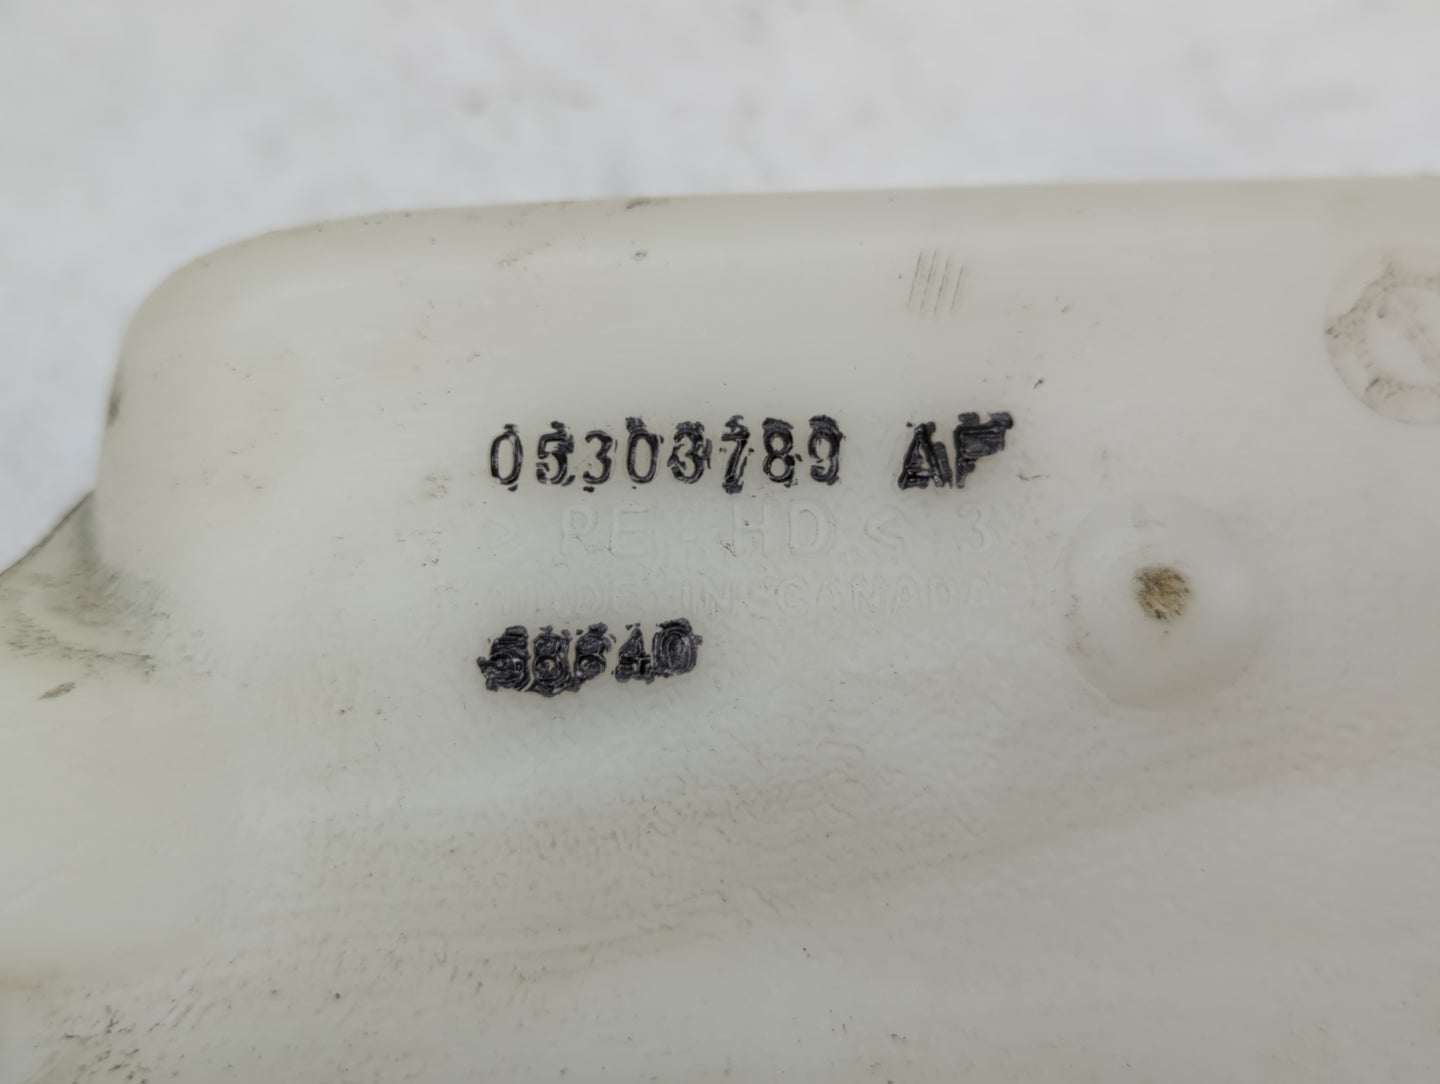 05303789 AF
> PE-HD < 3
MADE IN CANADA